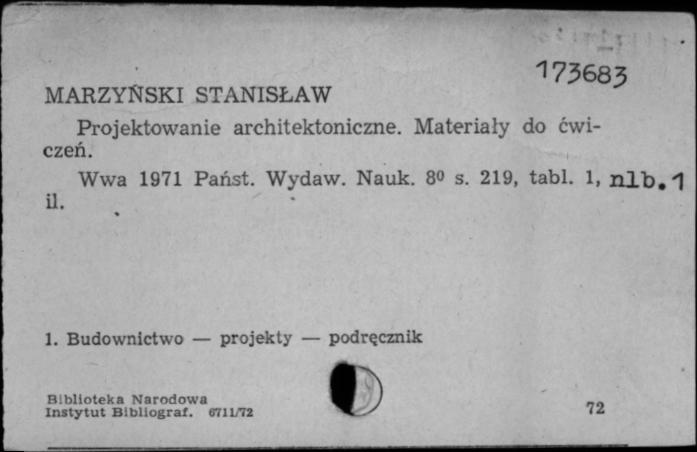 173683
MARZYŃSKI STANISŁAW
Projektowanie architektoniczne. Materiały do ćwi-
czeń.
Wwa 1971 Państ. Wydaw. Nauk. 8⁰ s. 219, tabl. 1, nlb. 1
il.
1. Budownictwo — projekty — podręcznik
Biblioteka Narodowa
Instytut Bibliograf. 6711/72
72